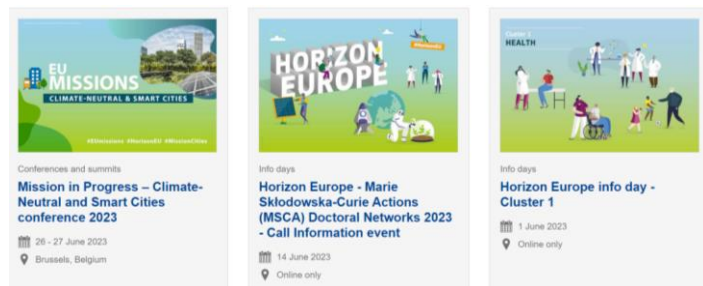 EU
MISSIONS
CLIMATE-NEUTRAL & SMART CITIES
#EUmissions #HorizonEU #MissionCities
Conferences and summits
Mission in Progress – Climate-
Neutral and Smart Cities
conference 2023
26 - 27 June 2023
Brussels, Belgium
#HorizonEU
HORIZON
EUROPE
Info days
Horizon Europe - Marie
Skłodowska-Curie Actions
(MSCA) Doctoral Networks 2023
- Call Information event
14 June 2023
Online only
Cluster 1
HEALTH
Info days
Horizon Europe info day -
Cluster 1
1 June 2023
Online only